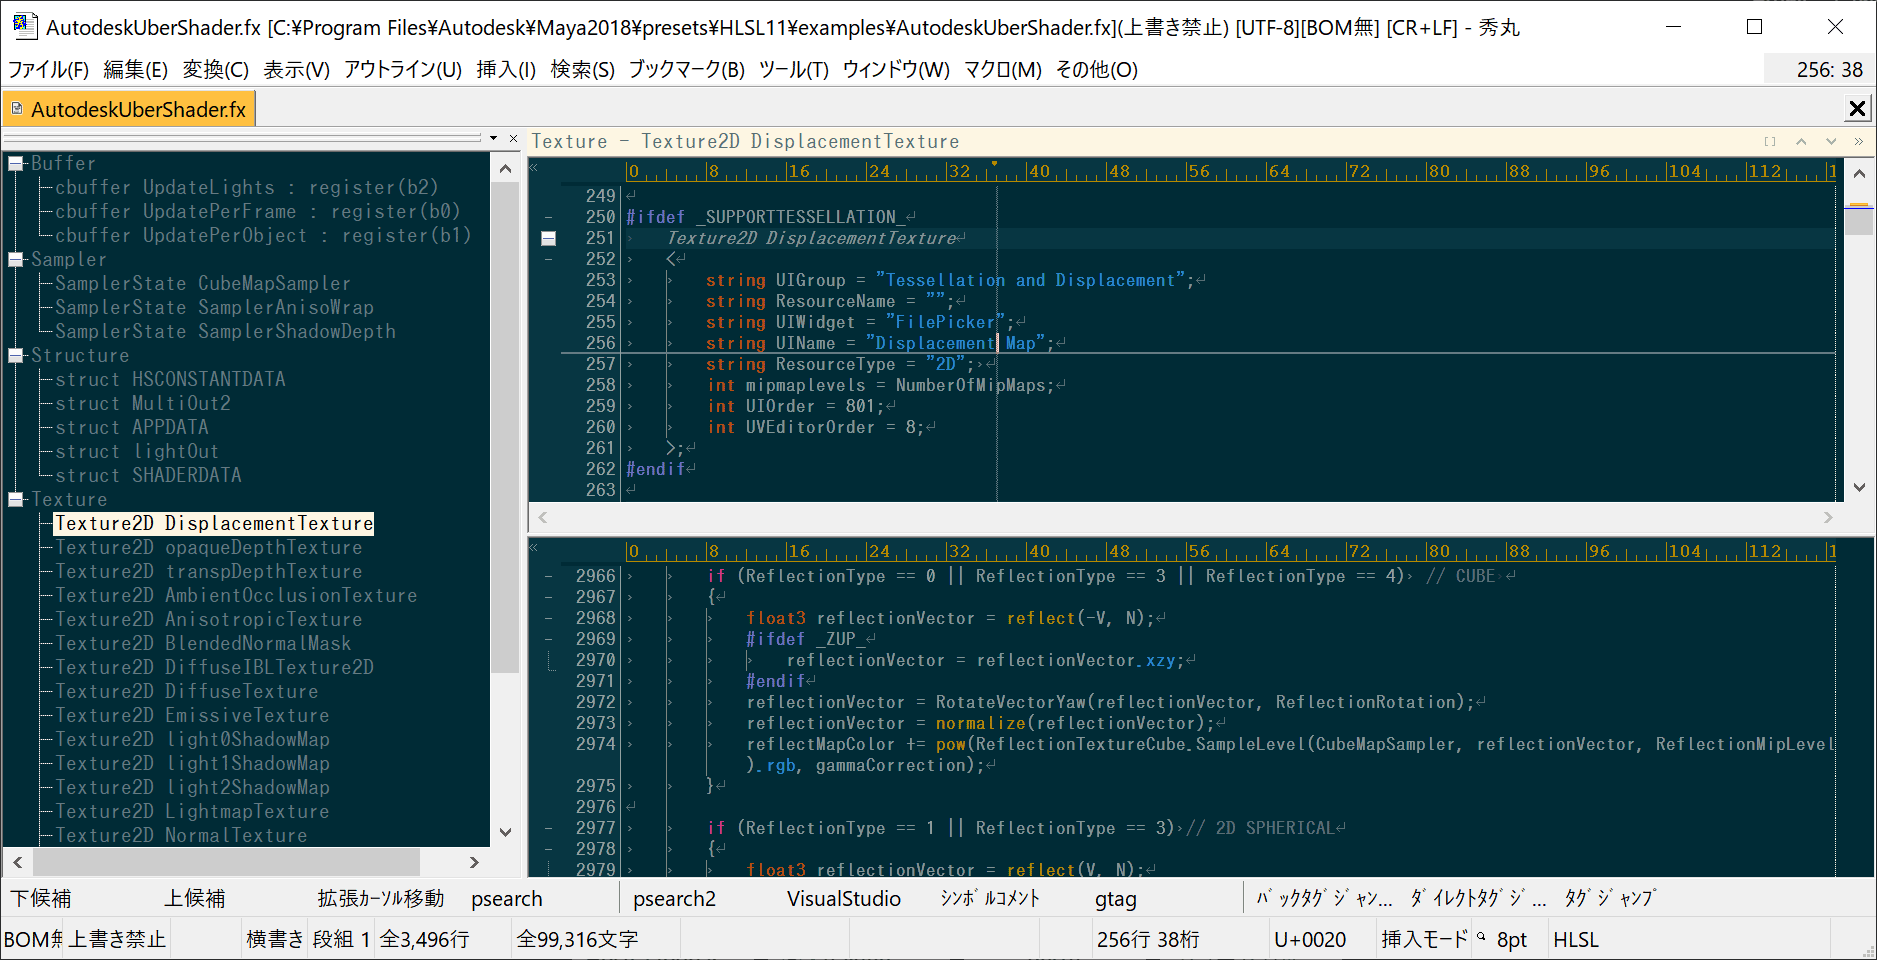 AutodeskUberShader.fx [C:¥Program Files¥Autodesk¥Maya2018¥presets¥HLSL11¥examples¥AutodeskUberShader.fx](上書き禁止) [UTF-8][BOM無] [CR+LF] - 秀丸
ファイル(F) 編集(E) 変換(C) 表示(V) アウトライン(U) 挿入(I) 検索(S) ブックマーク(B) ツール(T) ウィンドウ(W) マクロ(M) その他(O) 256: 38
AutodeskUberShader.fx
Buffer
cbuffer UpdateLights : register(b2)
cbuffer UpdatePerFrame : register(b0)
cbuffer UpdatePerObject : register(b1)
Sampler
SamplerState CubeMapSampler
SamplerState SamplerAnisoWrap
SamplerState SamplerShadowDepth
Structure
struct HSCONSTANTDATA
struct MultiOut2
struct APPDATA
struct lightOut
struct SHADERDATA
Texture
Texture2D DisplacementTexture
Texture2D opaqueDepthTexture
Texture2D transpDepthTexture
Texture2D AmbientOcclusionTexture
Texture2D AnisotropicTexture
Texture2D BlendedNormalMask
Texture2D DiffuseIBLTexture2D
Texture2D DiffuseTexture
Texture2D EmissiveTexture
Texture2D light0ShadowMap
Texture2D light1ShadowMap
Texture2D light2ShadowMap
Texture2D LightmapTexture
Texture2D NormalTexture
Texture - Texture2D DisplacementTexture
0 8 16 24 32 40 48 56 64 72 80 88 96 104 112 1
249
250 #ifdef _SUPPORTTESSELLATION_
251 Texture2D DisplacementTexture
252 <
253 string UIGroup = "Tessellation and Displacement";
254 string ResourceName = "";
255 string UIWidget = "FilePicker";
256 string UIName = "Displacement Map";
257 string ResourceType = "2D";
258 int mipmaplevels = NumberOfMipMaps;
259 int UIOrder = 801;
260 int UVEditorOrder = 8;
261 >;
262 #endif
263
0 8 16 24 32 40 48 56 64 72 80 88 96 104 112 1
2966 if (ReflectionType == 0 || ReflectionType == 3 || ReflectionType == 4) // CUBE
2967 {
2968 float3 reflectionVector = reflect(-V, N);
2969 #ifdef _ZUP_
2970 reflectionVector = reflectionVector.xzy;
2971 #endif
2972 reflectionVector = RotateVectorYaw(reflectionVector, ReflectionRotation);
2973 reflectionVector = normalize(reflectionVector);
2974 reflectMapColor += pow(ReflectionTextureCube.SampleLevel(CubeMapSampler, reflectionVector, ReflectionMipLevel
).rgb, gammaCorrection);
2975 }
2976
2977 if (ReflectionType == 1 || ReflectionType == 3) // 2D SPHERICAL
2978 {
2979 float3 reflectionVector = reflect(V, N);
下候補 上候補 拡張ｶｰｿﾙ移動 psearch psearch2 VisualStudio ｼﾝﾎﾞﾙｺﾒﾝﾄ gtag ﾊﾞｯｸﾀｸﾞｼﾞｬﾝ... ﾀﾞｲﾚｸﾄﾀｸﾞｼﾞ... ﾀｸﾞｼﾞｬﾝﾌﾟ
BOM無 上書き禁止 横書き 段組 1 全3,496行 全99,316文字 256行 38桁 U+0020 挿入モード 8pt HLSL